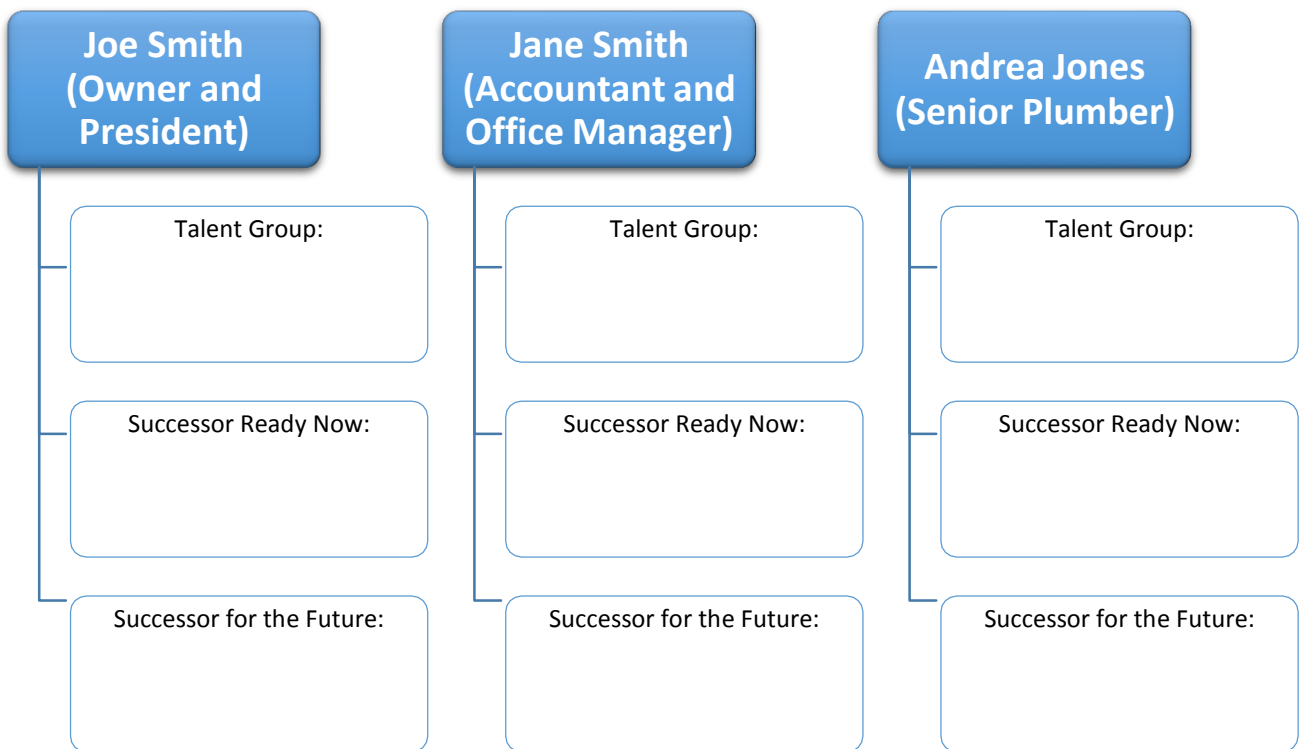 Joe Smith
(Owner and
President)
Talent Group:
Successor Ready Now:
Successor for the Future:
Jane Smith
(Accountant and
Office Manager)
Talent Group:
Successor Ready Now:
Successor for the Future:
Andrea Jones
(Senior Plumber)
Talent Group:
Successor Ready Now:
Successor for the Future: